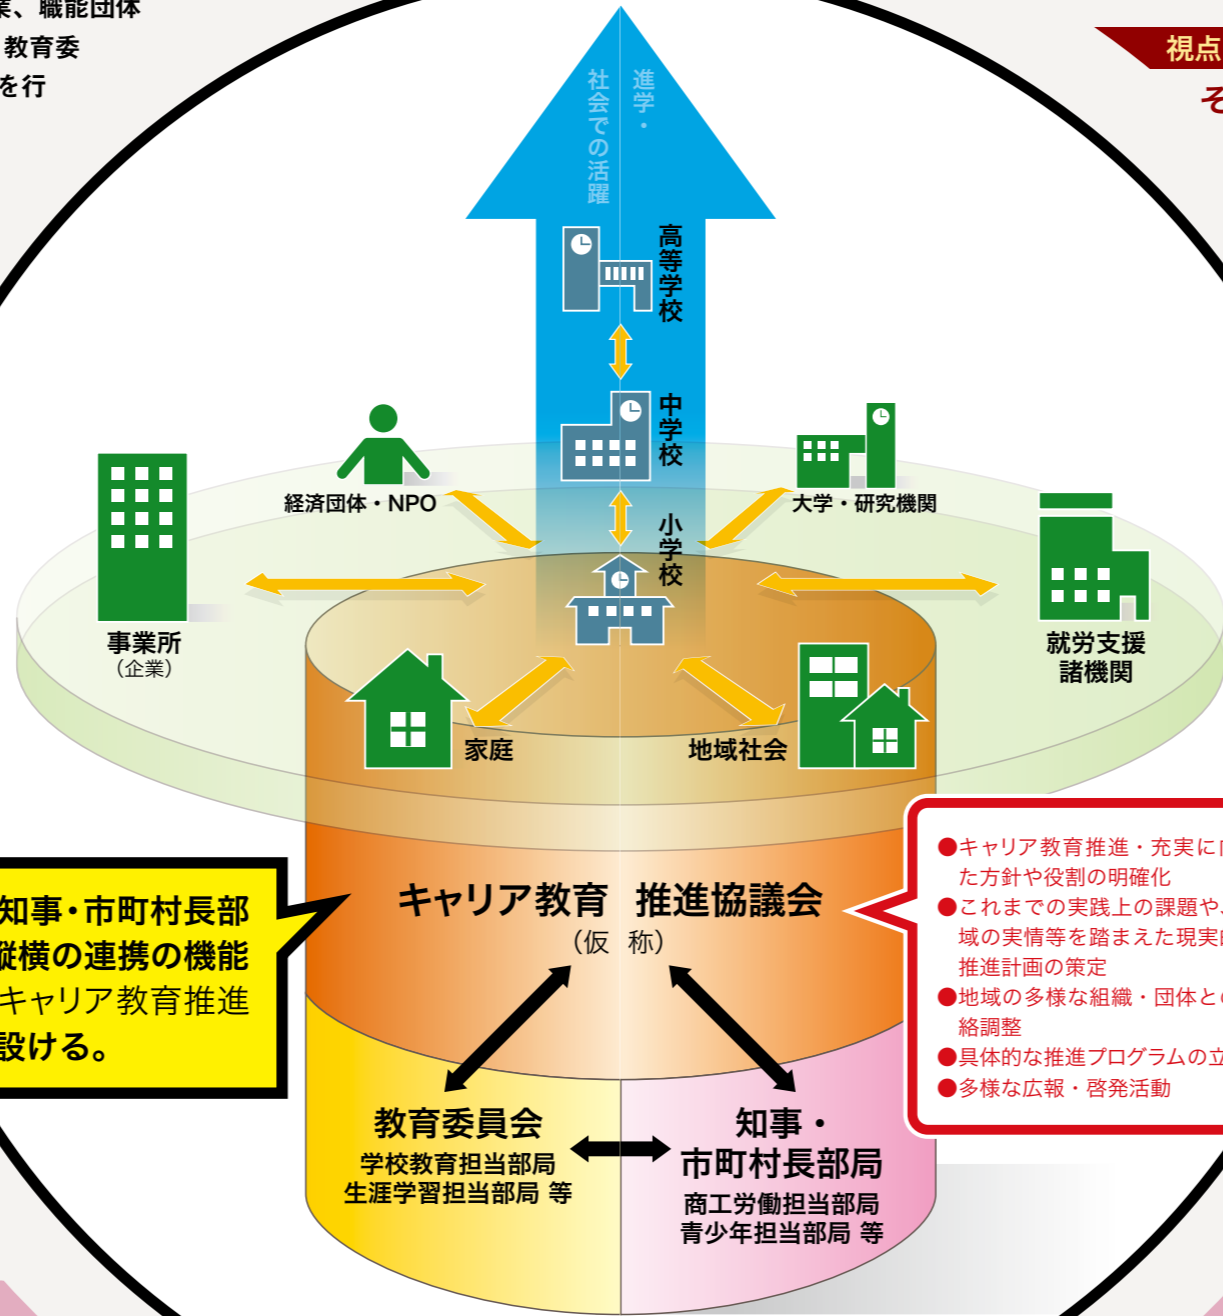 業、職能団体
教育委
を行
視点
そ
進学・
社会での活躍
高等学校
中学校
小学校
経済団体・NPO
大学・研究機関
事業所
（企業）
就労支援
諸機関
家庭
地域社会
知事・市町村長部
縦横の連携の機能
キャリア教育推進
設ける。
キャリア教育 推進協議会
（仮 称）
●キャリア教育推進・充実に
た方針や役割の明確化
●これまでの実践上の課題や、
域の実情等を踏まえた現実
推進計画の策定
●地域の多様な組織・団体と
絡調整
●具体的な推進プログラムの立
●多様な広報・啓発活動
教育委員会
学校教育担当部局
生涯学習担当部局 等
知事・
市町村長部局
商工労働担当部局
青少年担当部局 等